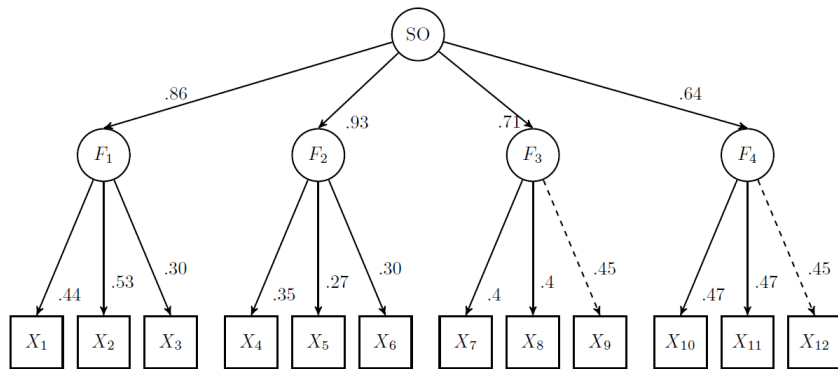 SO
.86 .93 .71 .64
F₁ F₂ F₃ F₄
.44 .53 .30 .35 .27 .30 .4 .4 .45 .47 .47 .45
X₁ X₂ X₃ X₄ X₅ X₆ X₇ X₈ X₉ X₁₀ X₁₁ X₁₂